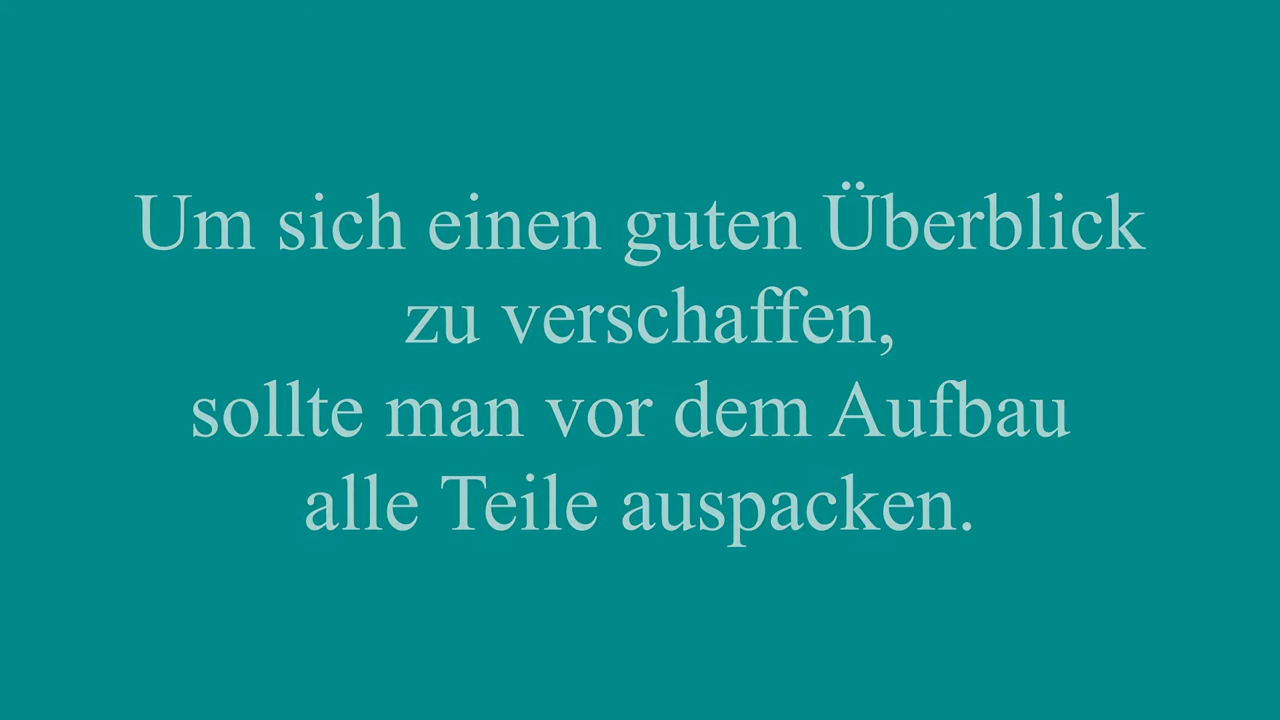 Um sich einen guten Überblick
zu verschaffen,
sollte man vor dem Aufbau
alle Teile auspacken.